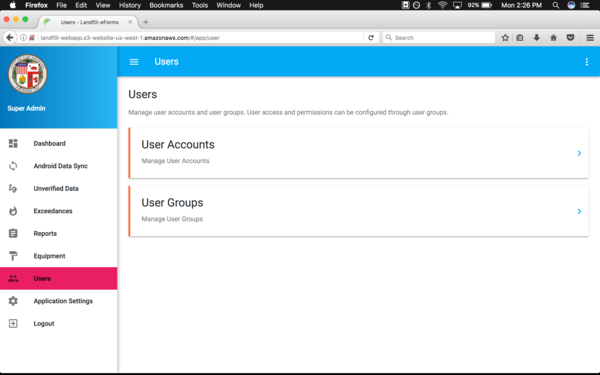 Firefox File Edit View History Bookmarks Tools Window Help 92% Mon 2:26 PM
Users - Landfill-eForms
landfill-webapp.s3-website-us-west-1.amazonaws.com/#/app/user Search
Users
Super Admin
Users
Manage user accounts and user groups. User access and permissions can be configured through user groups.
User Accounts
Manage User Accounts
User Groups
Manage User Groups
Dashboard
Android Data Sync
Unverified Data
Exceedances
Reports
Equipment
Users
Application Settings
Logout